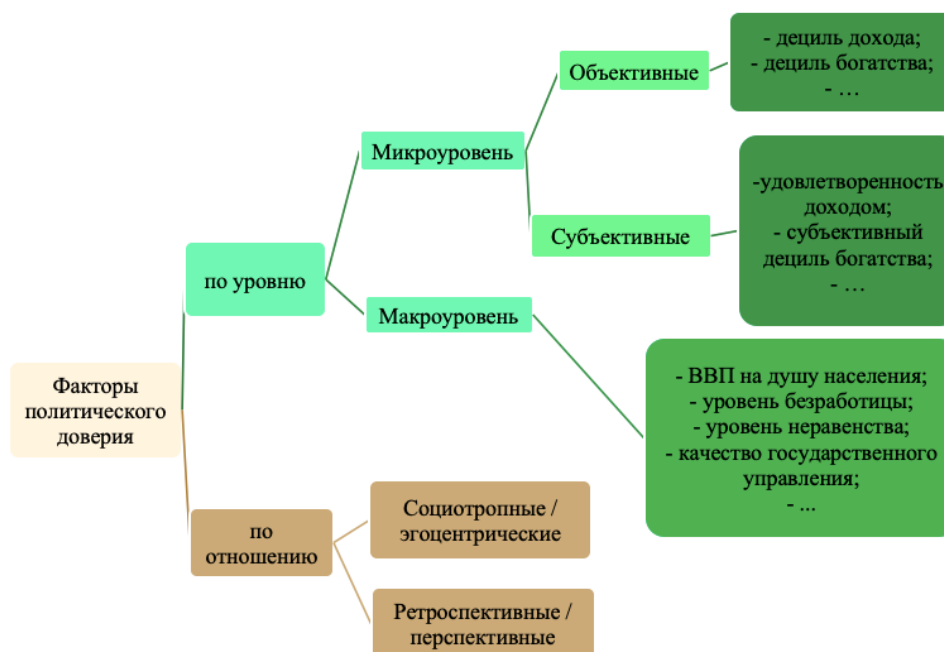 - дециль дохода;
- дециль богатства;
- …
Объективные
Микроуровень
-удовлетворенность
доходом;
- субъективный
дециль богатства;
- …
Субъективные
по уровню
Макроуровень
- ВВП на душу населения;
- уровень безработицы;
- уровень неравенства;
- качество государственного
управления;
- ...
Факторы
политического
доверия
Социотропные /
эгоцентрические
по
отношению
Ретроспективные /
перспективные